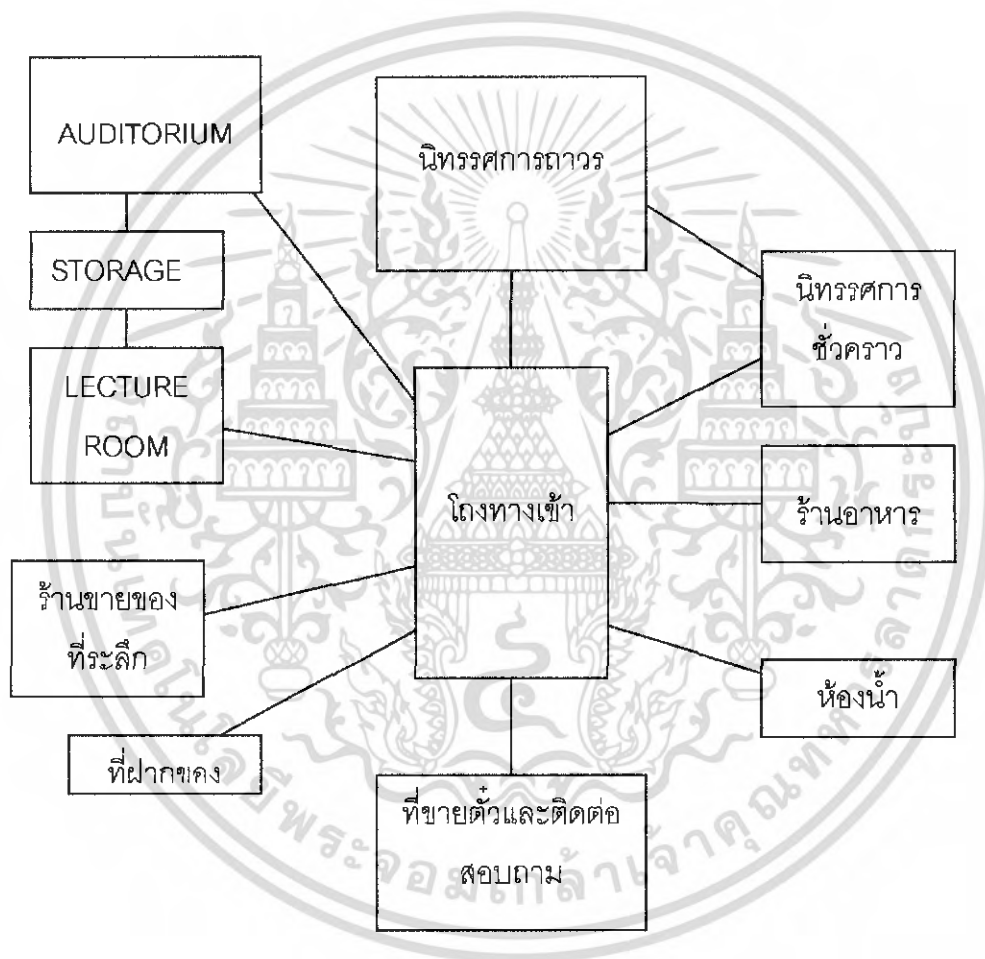 AUDITORIUM
นิทรรศการถาวร
STORAGE
นิทรรศการ
ชั่วคราว
LECTURE
ROOM
โถงทางเข้า
ร้านอาหาร
ร้านขายของ
ที่ระลึก
ห้องน้ำ
ที่ฝากของ
ที่ขายตั๋วและติดต่อ
สอบถาม